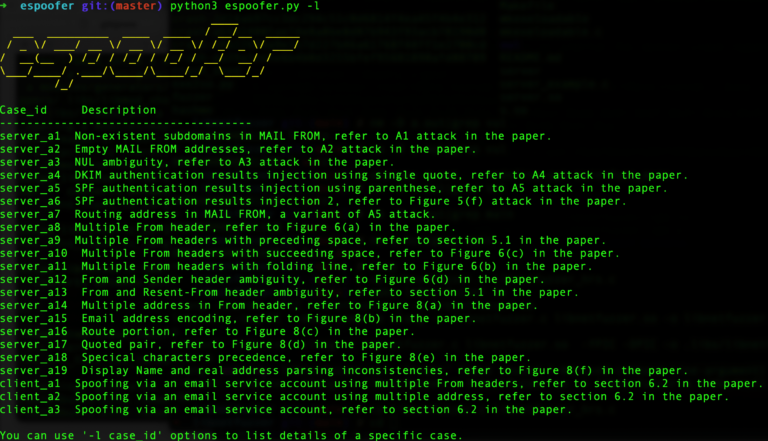 ➜ espoofer git:(master) python3 espoofer.py -l
espoofer
Case_id Description
------------------------------------
server_a1 Non-existent subdomains in MAIL FROM, refer to A1 attack in the paper.
server_a2 Empty MAIL FROM addresses, refer to A2 attack in the paper.
server_a3 NUL ambiguity, refer to A3 attack in the paper.
server_a4 DKIM authentication results injection using single quote, refer to A4 attack in the paper.
server_a5 SPF authentication results injection using parenthese, refer to A5 attack in the paper.
server_a6 SPF authentication results injection 2, refer to Figure 5(f) attack in the paper.
server_a7 Routing address in MAIL FROM, a variant of A5 attack.
server_a8 Multiple From header, refer to Figure 6(a) in the paper.
server_a9 Multiple From headers with preceding space, refer to section 5.1 in the paper.
server_a10 Multiple From headers with succeeding space, refer to Figure 6(c) in the paper.
server_a11 Multiple From headers with folding line, refer to Figure 6(b) in the paper.
server_a12 From and Sender header ambiguity, refer to Figure 6(d) in the paper.
server_a13 From and Resent-From header ambiguity, refer to section 5.1 in the paper.
server_a14 Multiple address in From header, refer to Figure 8(a) in the paper.
server_a15 Email address encoding, refer to Figure 8(b) in the paper.
server_a16 Route portion, refer to Figure 8(c) in the paper.
server_a17 Quoted pair, refer to Figure 8(d) in the paper.
server_a18 Specical characters precedence, refer to Figure 8(e) in the paper.
server_a19 Display Name and real address parsing inconsistencies, refer to Figure 8(f) in the paper.
client_a1 Spoofing via an email service account using multiple From headers, refer to section 6.2 in the paper.
client_a2 Spoofing via an email service account using multiple address, refer to section 6.2 in the paper.
client_a3 Spoofing via an email service account, refer to section 6.2 in the paper.
You can use '-l case_id' options to list details of a specific case.